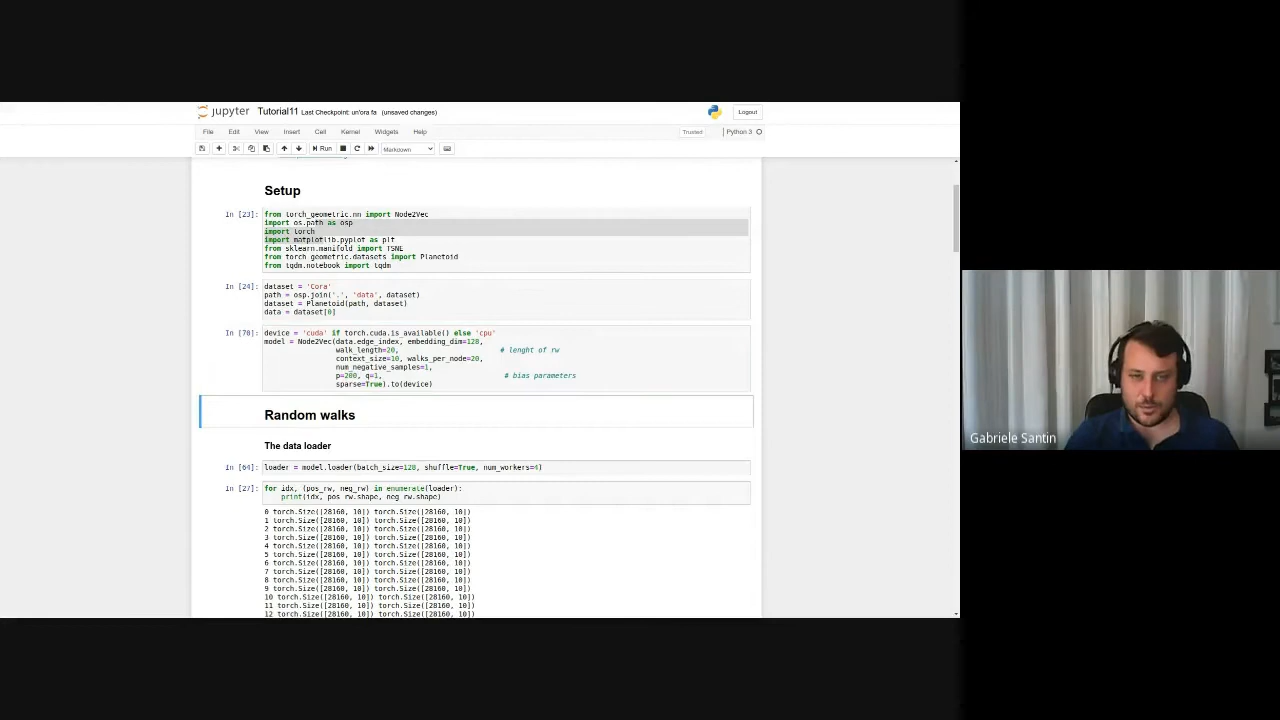 jupyter Tutorial11 Last Checkpoint: un'ora fa (unsaved changes) Logout
File Edit View Insert Cell Kernel Widgets Help Trusted Python 3
Run Markdown
Setup
In [23]: from torch_geometric.nn import Node2Vec
import os.path as osp
import torch
import matplotlib.pyplot as plt
from sklearn.manifold import TSNE
from torch_geometric.datasets import Planetoid
from tqdm.notebook import tqdm
In [24]: dataset = 'Cora'
path = osp.join('.', 'data', dataset)
dataset = Planetoid(path, dataset)
data = dataset[0]
In [70]: device = 'cuda' if torch.cuda.is_available() else 'cpu'
model = Node2Vec(data.edge_index, embedding_dim=128,
walk_length=20, # lenght of rw
context_size=10, walks_per_node=20,
num_negative_samples=1,
p=200, q=1, # bias parameters
sparse=True).to(device)
Random walks
The data loader
In [64]: loader = model.loader(batch_size=128, shuffle=True, num_workers=4)
In [27]: for idx, (pos_rw, neg_rw) in enumerate(loader):
print(idx, pos_rw.shape, neg_rw.shape)
0 torch.Size([28160, 10]) torch.Size([28160, 10])
1 torch.Size([28160, 10]) torch.Size([28160, 10])
2 torch.Size([28160, 10]) torch.Size([28160, 10])
3 torch.Size([28160, 10]) torch.Size([28160, 10])
4 torch.Size([28160, 10]) torch.Size([28160, 10])
5 torch.Size([28160, 10]) torch.Size([28160, 10])
6 torch.Size([28160, 10]) torch.Size([28160, 10])
7 torch.Size([28160, 10]) torch.Size([28160, 10])
8 torch.Size([28160, 10]) torch.Size([28160, 10])
9 torch.Size([28160, 10]) torch.Size([28160, 10])
10 torch.Size([28160, 10]) torch.Size([28160, 10])
11 torch.Size([28160, 10]) torch.Size([28160, 10])
12 torch.Size([28160, 10]) torch.Size([28160, 10])
Gabriele Santin